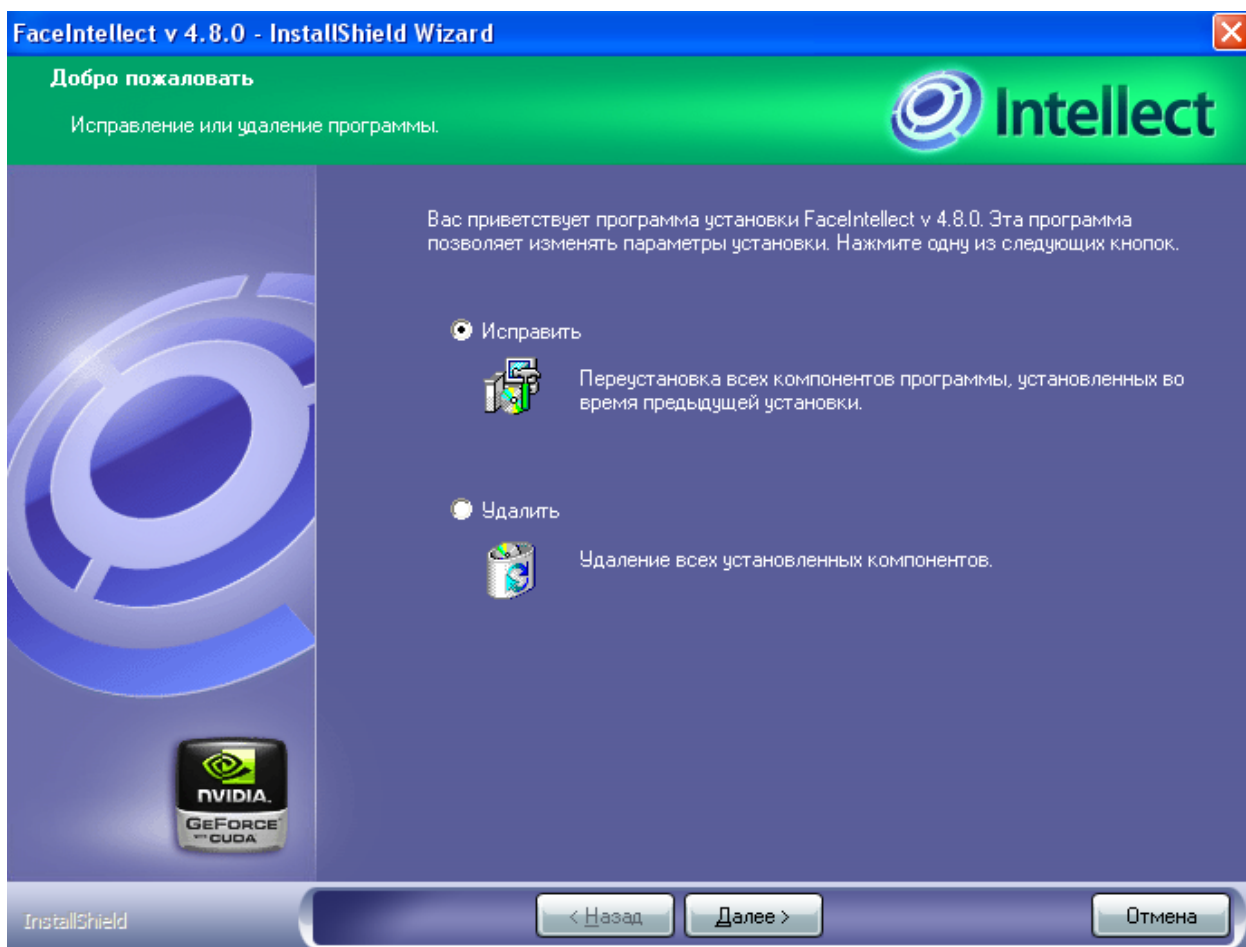 FaceIntellect v 4.8.0 - InstallShield Wizard
Добро пожаловать
Исправление или удаление программы.
Intellect
Вас приветствует программа установки FaceIntellect v 4.8.0. Эта программа
позволяет изменять параметры установки. Нажмите одну из следующих кнопок.
Исправить
Переустановка всех компонентов программы, установленных во
время предыдущей установки.
Удалить
Удаление всех установленных компонентов.
NVIDIA.
GEFORCE
WITH CUDA
InstallShield
< Назад
Далее >
Отмена